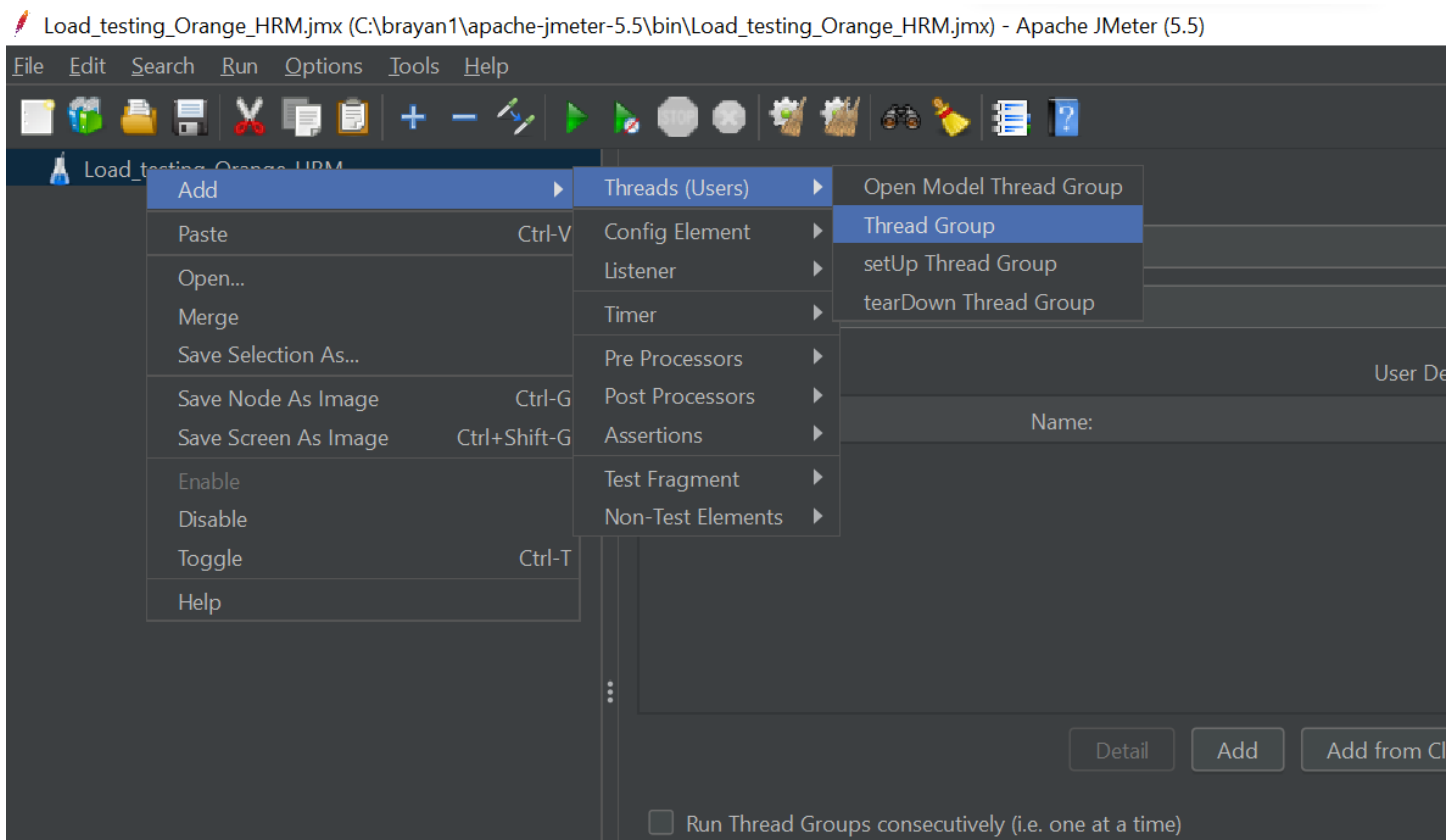 Load_testing_Orange_HRM.jmx (C:\brayan1\apache-jmeter-5.5\bin\Load_testing_Orange_HRM.jmx) - Apache JMeter (5.5)
File Edit Search Run Options Tools Help
STOP
Load_testing_Orange_HRM
Add
Paste Ctrl-V
Open...
Merge
Save Selection As...
Save Node As Image Ctrl-G
Save Screen As Image Ctrl+Shift-G
Enable
Disable
Toggle Ctrl-T
Help
Threads (Users)
Config Element
Listener
Timer
Pre Processors
Post Processors
Assertions
Test Fragment
Non-Test Elements
Open Model Thread Group
Thread Group
setUp Thread Group
tearDown Thread Group
User De
Name:
Detail Add Add from Cl
Run Thread Groups consecutively (i.e. one at a time)